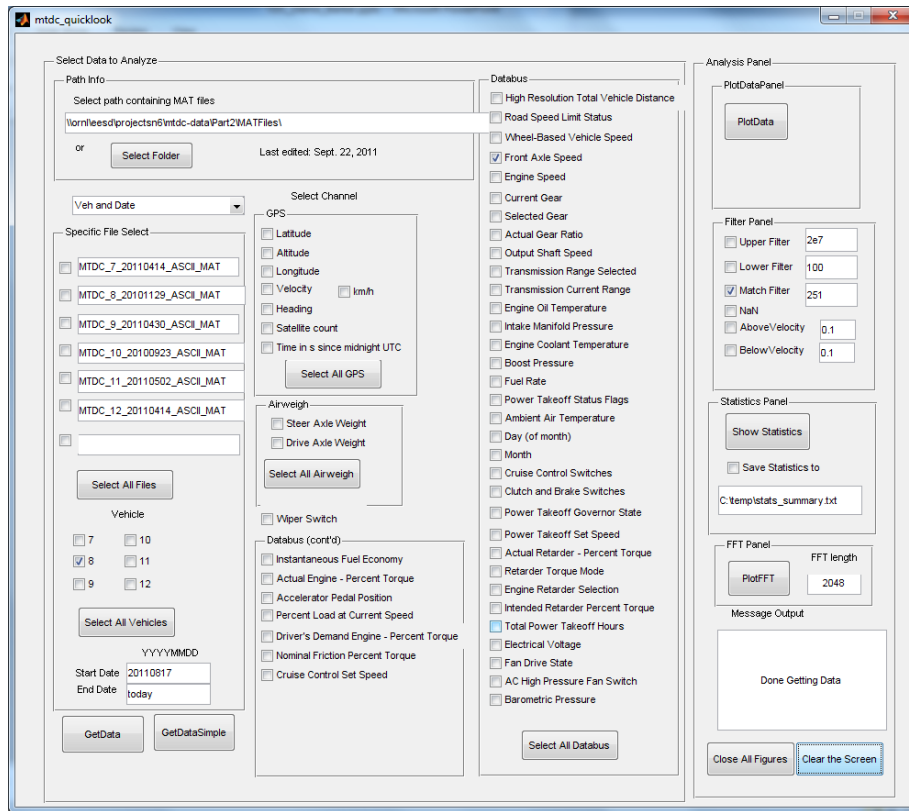 mtdc_quicklook
Select Data to Analyze
Path Info
Select path containing MAT files
\\ornl\eesd\projectsn6\mtdc-data\Part2\MATFiles\
or
Select Folder
Last edited: Sept. 22, 2011
Veh and Date
Specific File Select
MTDC_7_20110414_ASCII_MAT
MTDC_8_20101129_ASCII_MAT
MTDC_9_20110430_ASCII_MAT
MTDC_10_20100923_ASCII_MAT
MTDC_11_20110502_ASCII_MAT
MTDC_12_20110414_ASCII_MAT
Select All Files
Vehicle
7 10
8 11
9 12
Select All Vehicles
YYYYMMDD
Start Date 20110817
End Date today
GetData GetDataSimple
Select Channel
GPS
Latitude
Altitude
Longitude
Velocity km/h
Heading
Satellite count
Time in s since midnight UTC
Select All GPS
Airweigh
Steer Axle Weight
Drive Axle Weight
Select All Airweigh
Wiper Switch
Databus (cont'd)
Instantaneous Fuel Economy
Actual Engine - Percent Torque
Accelerator Pedal Position
Percent Load at Current Speed
Driver's Demand Engine - Percent Torque
Nominal Friction Percent Torque
Cruise Control Set Speed
Databus
High Resolution Total Vehicle Distance
Road Speed Limit Status
Wheel-Based Vehicle Speed
Front Axle Speed
Engine Speed
Current Gear
Selected Gear
Actual Gear Ratio
Output Shaft Speed
Transmission Range Selected
Transmission Current Range
Engine Oil Temperature
Intake Manifold Pressure
Engine Coolant Temperature
Boost Pressure
Fuel Rate
Power Takeoff Status Flags
Ambient Air Temperature
Day (of month)
Month
Cruise Control Switches
Clutch and Brake Switches
Power Takeoff Governor State
Power Takeoff Set Speed
Actual Retarder - Percent Torque
Retarder Torque Mode
Engine Retarder Selection
Intended Retarder Percent Torque
Total Power Takeoff Hours
Electrical Voltage
Fan Drive State
AC High Pressure Fan Switch
Barometric Pressure
Select All Databus
Analysis Panel
PlotDataPanel
PlotData
Filter Panel
Upper Filter 2e7
Lower Filter 100
Match Filter 251
NaN
AboveVelocity 0.1
BelowVelocity 0.1
Statistics Panel
Show Statistics
Save Statistics to
C:\temp\stats_summary.txt
FFT Panel
PlotFFT
FFT length
2048
Message Output
Done Getting Data
Close All Figures Clear the Screen